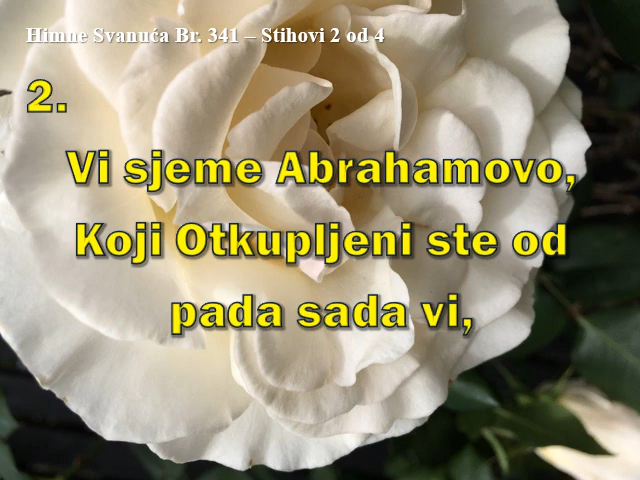 Himne Svanuća Br. 341 – Stihovi 2 od 4
2.
Vi sjeme Abrahamovo,
Koji Otkupljeni ste od
pada sada vi,